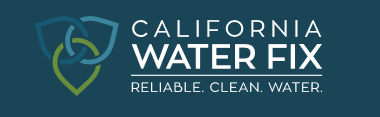 CALIFORNIA
WATER FIX
RELIABLE. CLEAN. WATER.